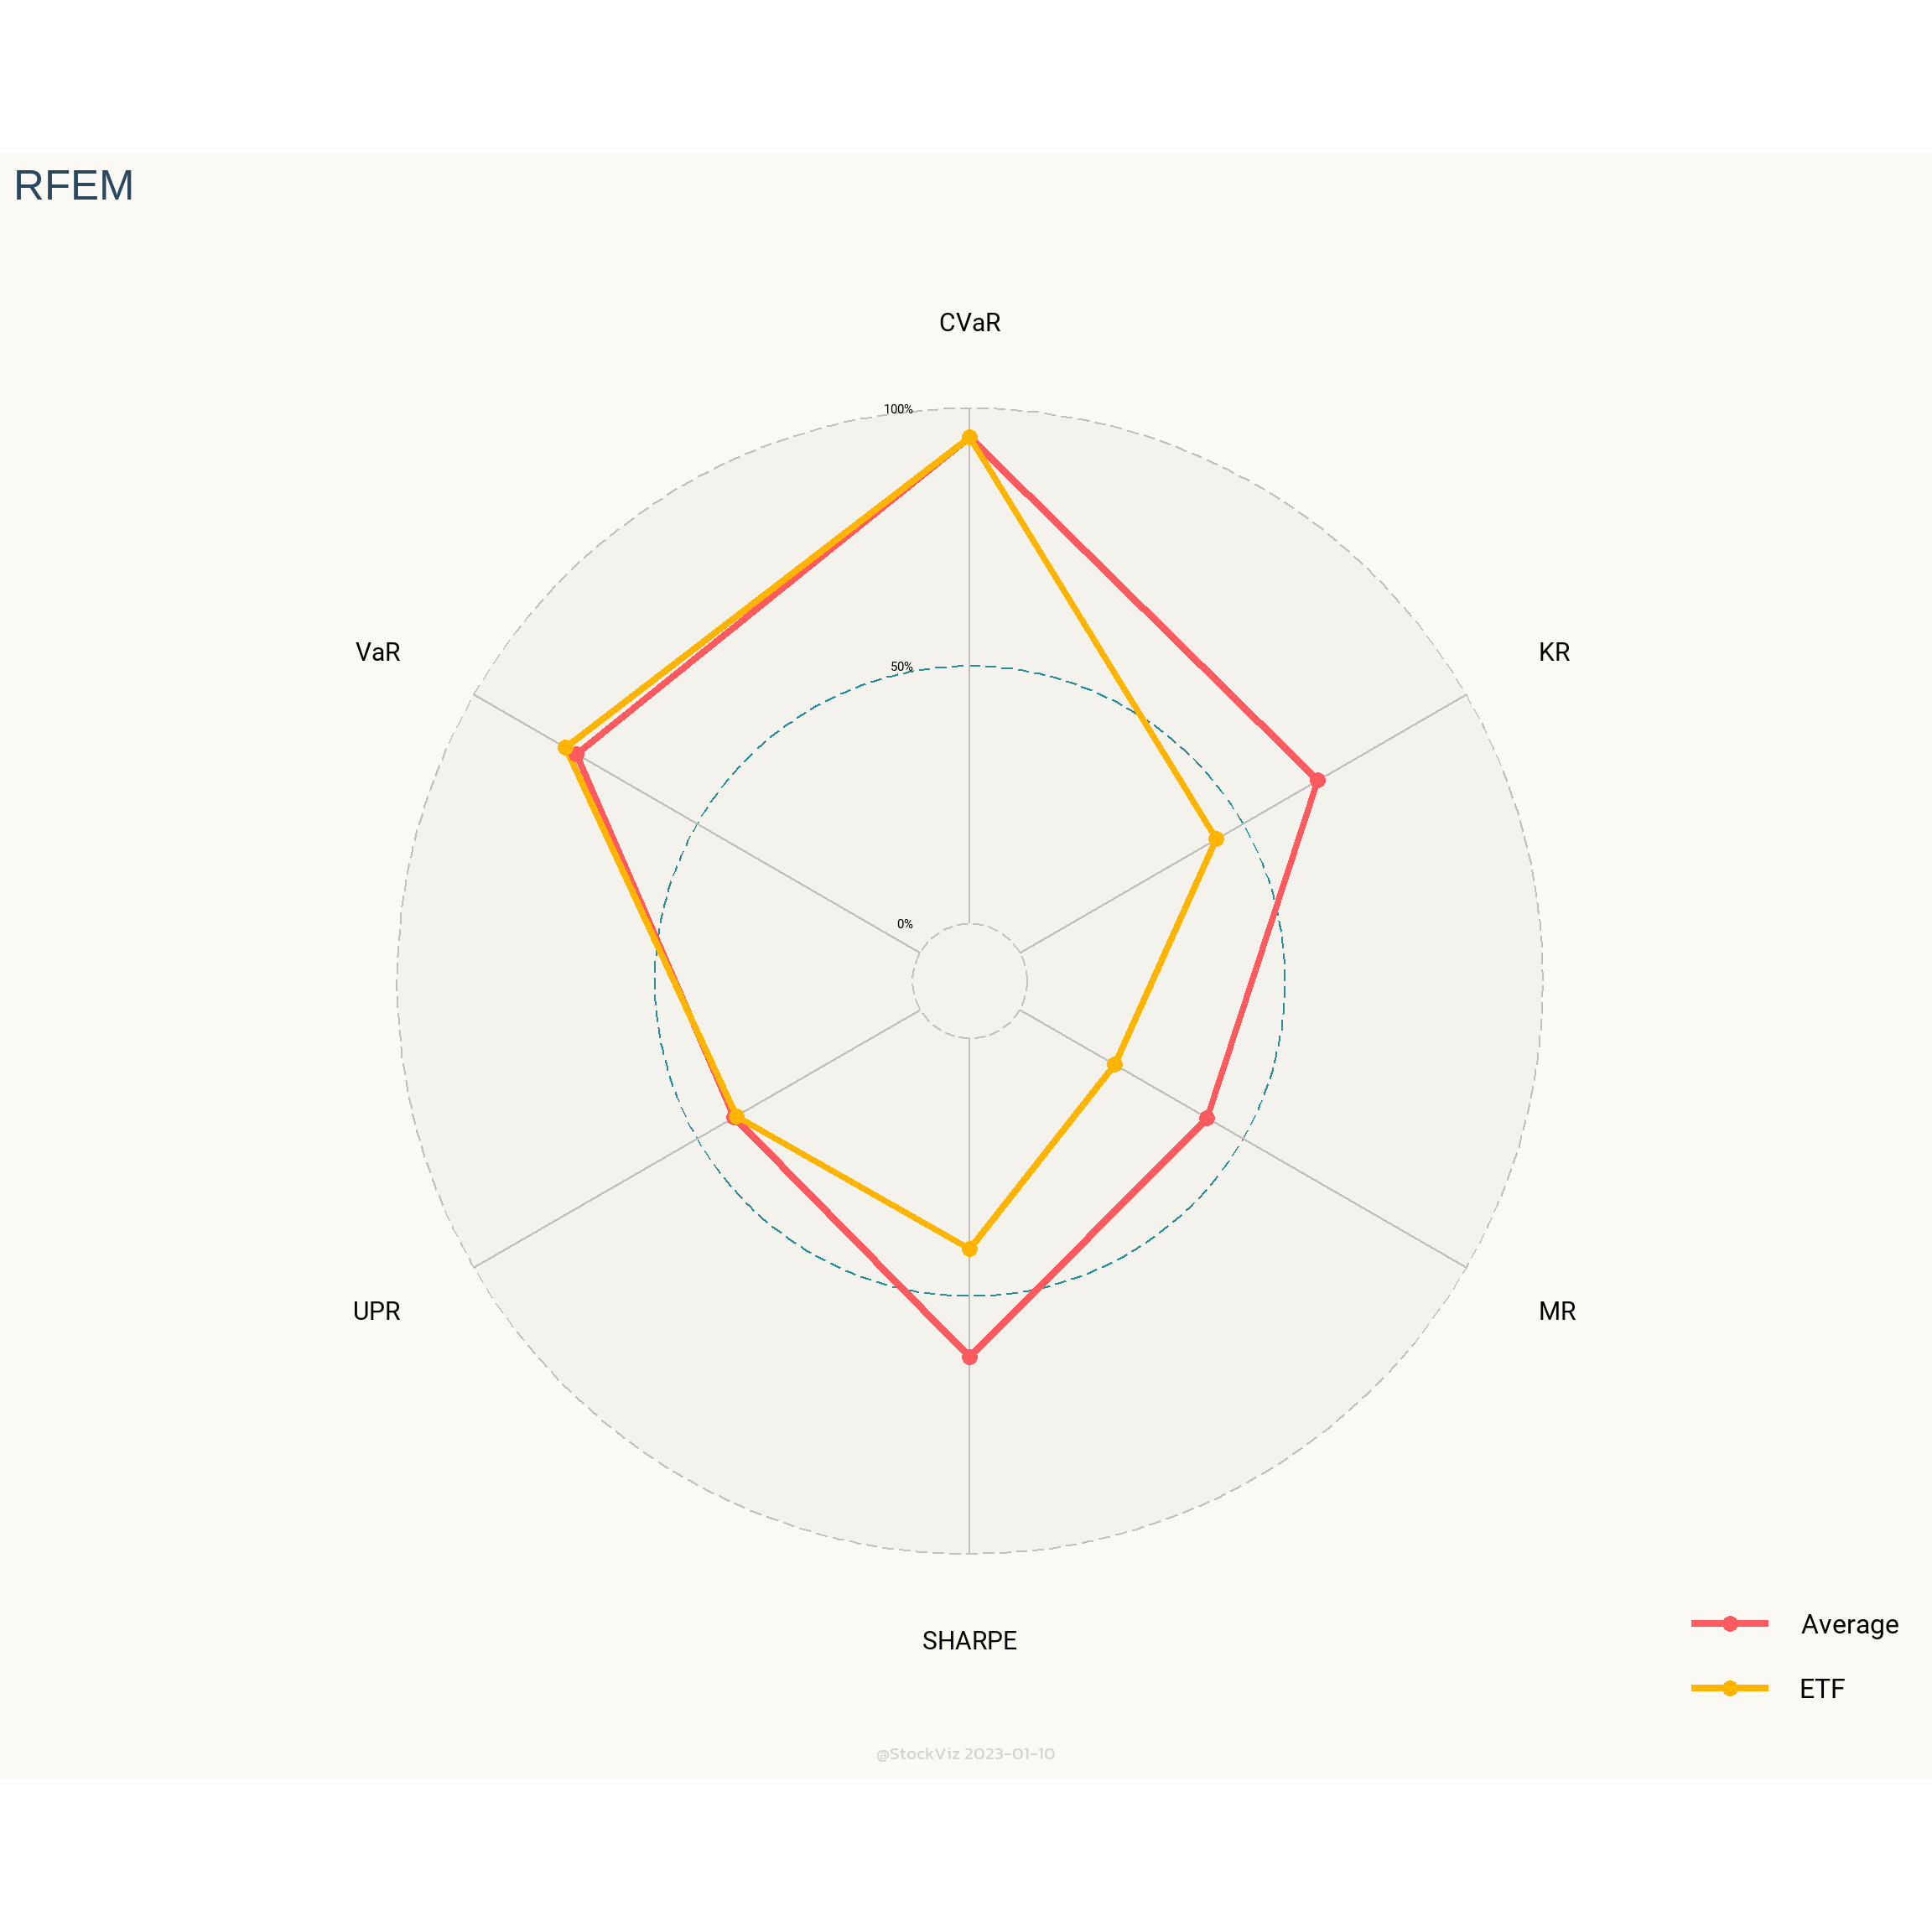 RFEM
CVaR
100%
KR
VaR
50%
0%
UPR
MR
SHARPE
Average
ETF
@StockViz 2023-01-10